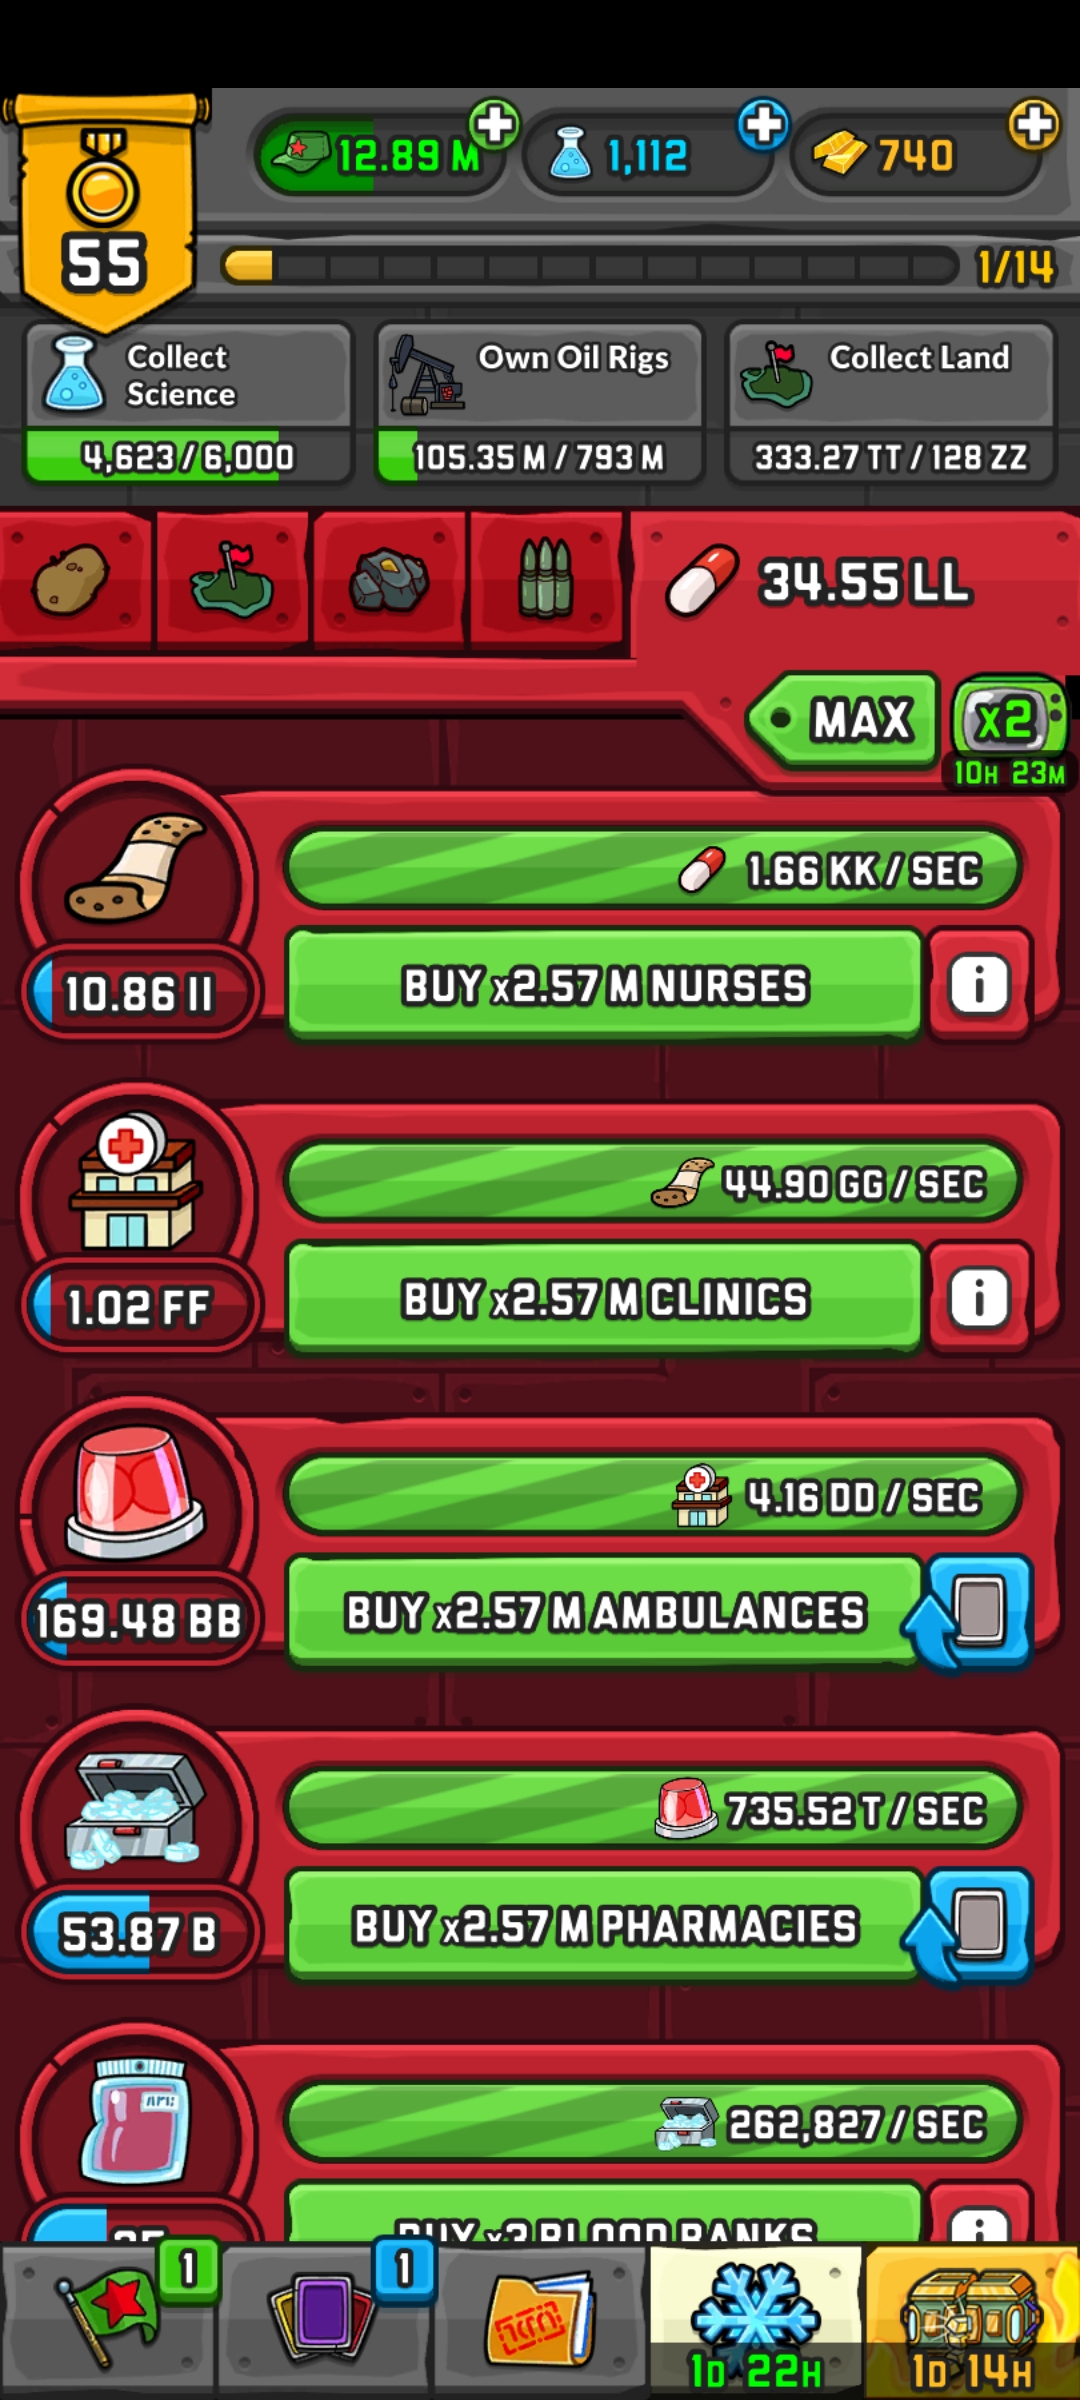 12.89 M
1,112
740
55
1/14
Collect
Science
4,623 / 6,000
Own Oil Rigs
105.35 M / 793 M
Collect Land
333.27 TT / 128 ZZ
34.55 LL
MAX
x2
10H 23M
1.66 KK / SEC
10.86 II
BUY x2.57 M NURSES
44.90 GG / SEC
1.02 FF
BUY x2.57 M CLINICS
4.16 DD / SEC
169.48 BB
BUY x2.57 M AMBULANCES
735.52 T / SEC
53.87 B
BUY x2.57 M PHARMACIES
262,827 / SEC
BUY x3 BLOOD BANKS
1
1
1D 22H
1D 14H